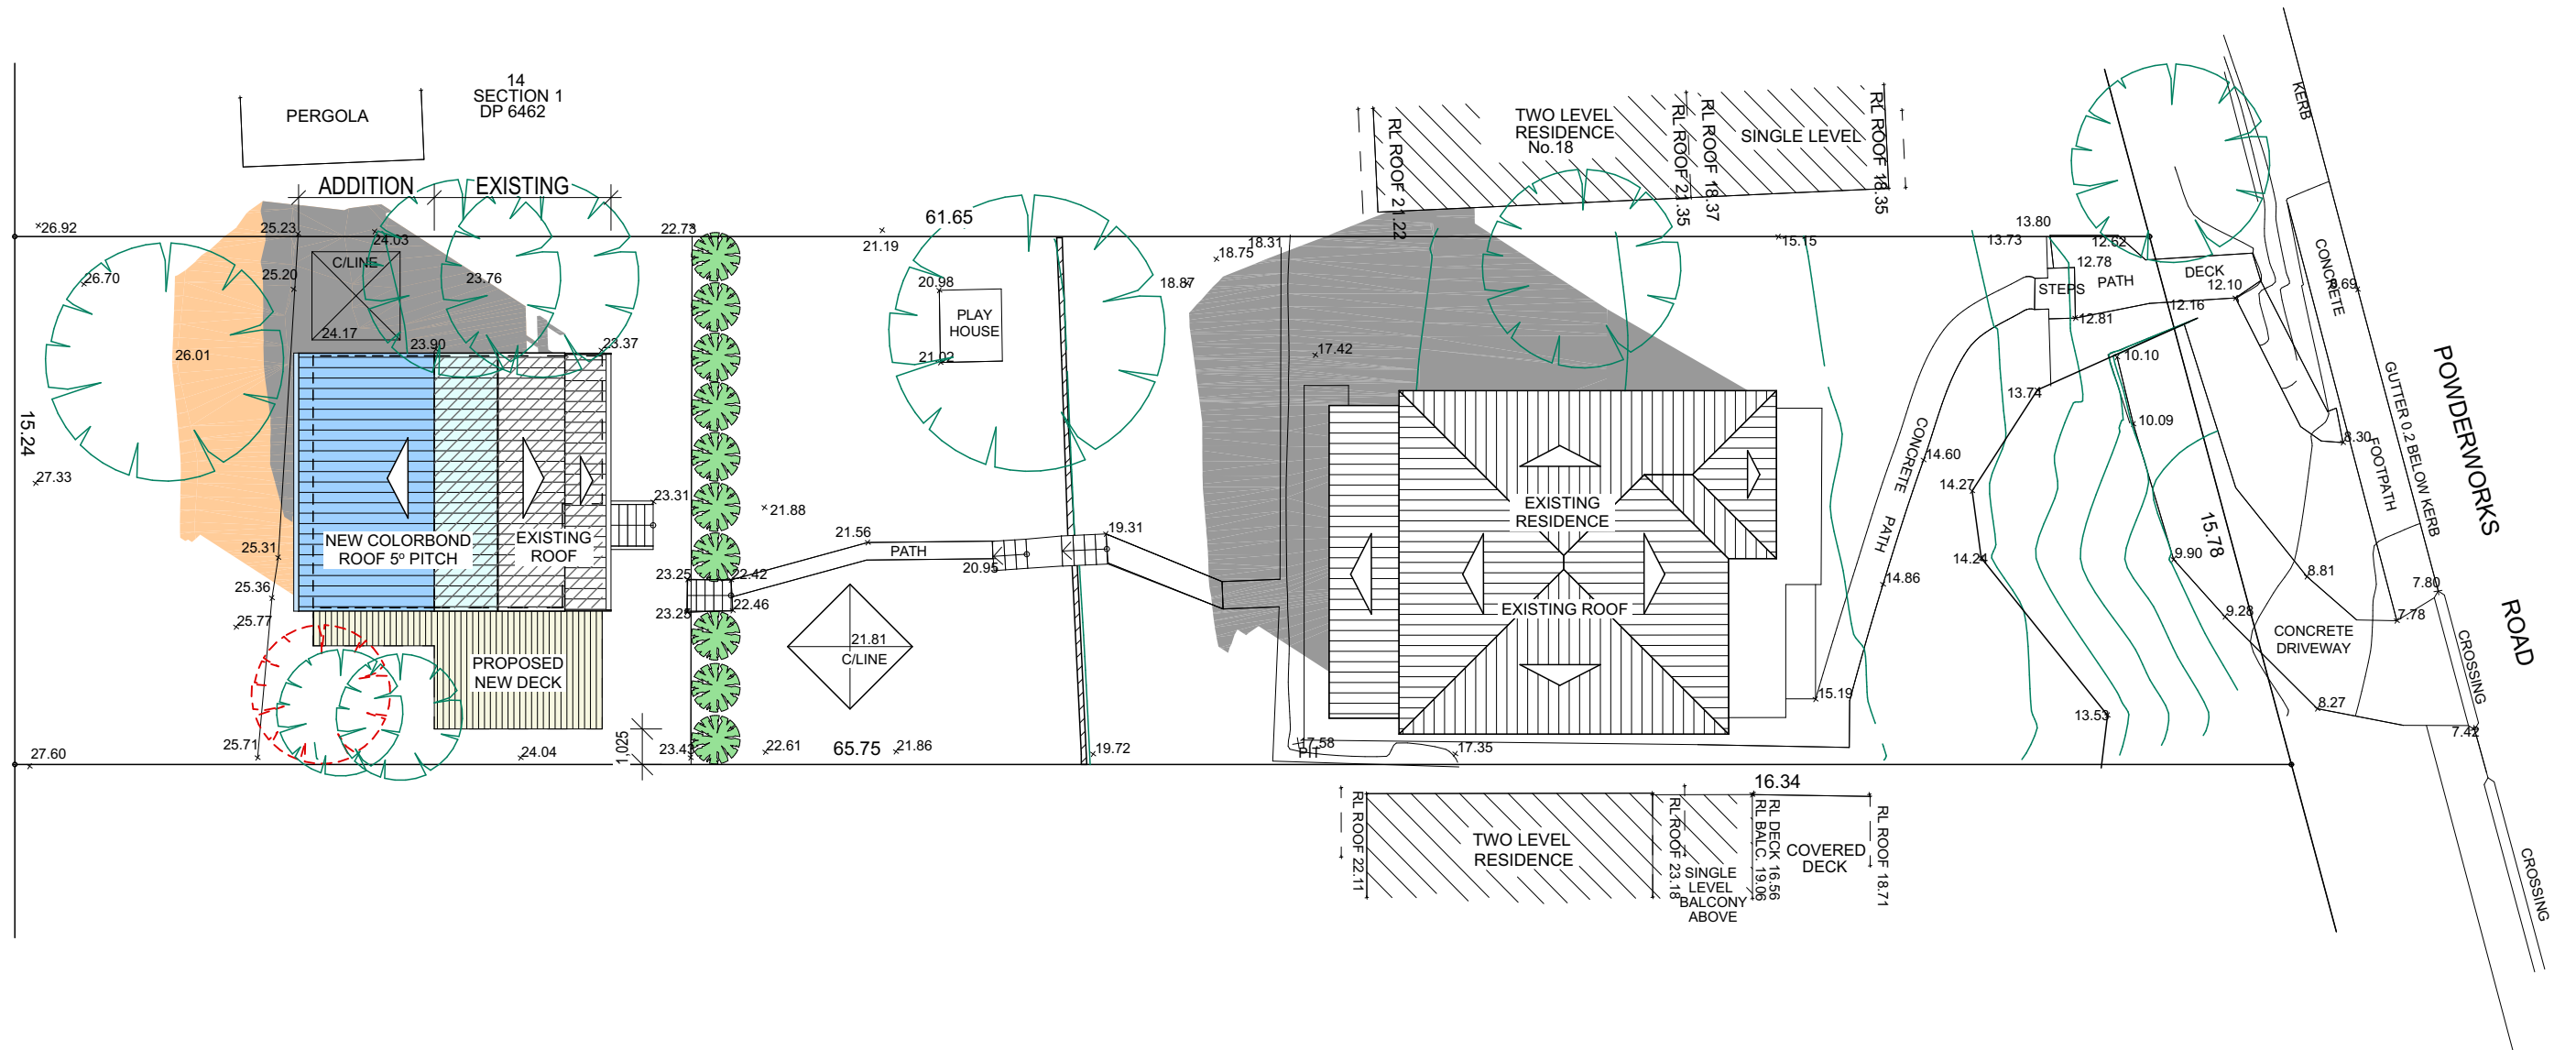 14
SECTION 1
DP 6462
PERGOLA
ADDITION
EXISTING
TWO LEVEL
RESIDENCE
No.18
SINGLE LEVEL
RL ROOF 21.22
RL ROOF 21.35
RL ROOF 18.37
RL ROOF 18.35
KERB
26.92
25.23
24.03
22.73
61.65
21.19
18.75
18.31
15.15
13.80
13.73
12.62
26.70
25.20
C/LINE
23.76
20.98
18.87
12.78
STEPS
PATH
DECK
12.10
12.16
12.81
CONCRETE
8.69
PLAY
HOUSE
24.17
23.90
23.37
21.02
26.01
17.42
10.10
13.74
10.09
GUTTER 0.2 BELOW KERB
POWDERWORKS
ROAD
15.24
27.33
CONCRETE
PATH
14.60
14.27
8.30
FOOTPATH
23.31
21.88
EXISTING
RESIDENCE
15.78
NEW COLORBOND
ROOF 5º PITCH
EXISTING
ROOF
25.31
21.56
PATH
20.95
19.31
14.24
9.90
25.36
23.25
22.42
22.46
23.25
14.86
8.81
7.80
25.77
EXISTING ROOF
9.28
7.78
21.81
C/LINE
CONCRETE
DRIVEWAY
CROSSING
PROPOSED
NEW DECK
15.19
13.53
8.27
7.42
27.60
25.71
24.04
1,025
23.43
22.61
65.75
21.86
19.72
17.58
PIT
17.35
16.34
RL ROOF 22.11
TWO LEVEL
RESIDENCE
RL ROOF 23.18
SINGLE
LEVEL
BALCONY
ABOVE
RL BALC. 19.06
RL DECK 16.56
COVERED
DECK
RL ROOF 18.71
CROSSING